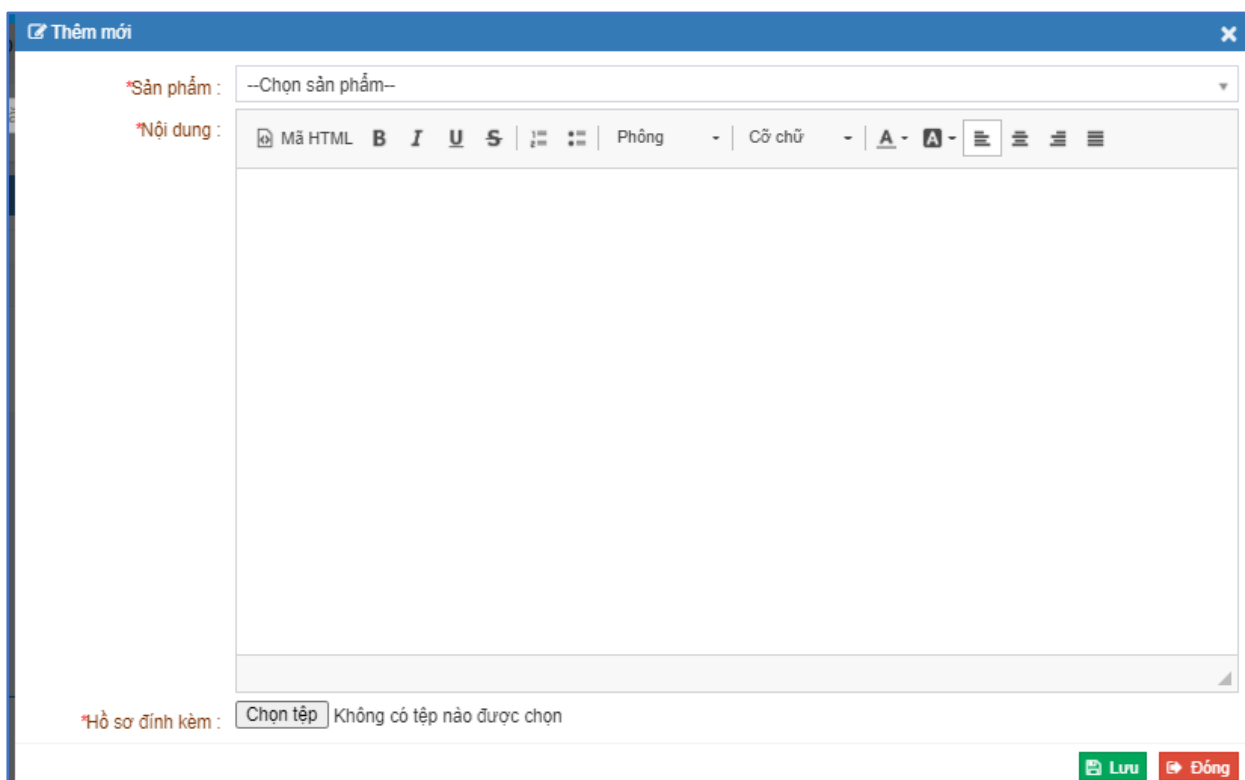 Thêm mới
*Sản phẩm : --Chọn sản phẩm--
*Nội dung : Mã HTML B I U S Phông Cỡ chữ A A
*Hồ sơ đính kèm : Chọn tệp Không có tệp nào được chọn
Lưu Đóng